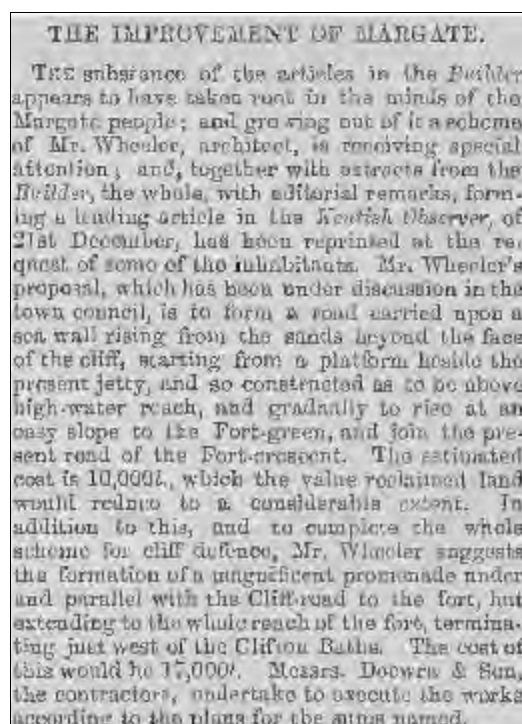 THE IMPROVEMENT OF MARGATE.
THE substance of the articles in the Builder
appears to have taken root in the minds of the
Margate people; and growing out of it a scheme
of Mr. Wheeler, architect, is receiving special
attention; and, together with extracts from the
Builder, the whole, with editorial remarks, form-
ing a leading article in the Kentish Observer, of
21st December, has been reprinted at the re-
quest of some of the inhabitants. Mr. Wheeler's
proposal, which has been under discussion in the
town council, is to form a road carried upon a
sea wall rising from the sands beyond the face
of the cliff, starting from a platform beside the
present jetty, and so constructed as to be above
high-water reach, and gradually to rise at an
easy slope to the Fort-green, and join the pre-
sent road of the Fort-crescent. The estimated
cost is 10,000l., which the value reclaimed land
would reduce to a considerable extent. In
addition to this, and to complete the whole
scheme for cliff defence, Mr. Wheeler suggests
the formation of a magnificent promenade under
and parallel with the Cliff-road to the fort, but
extending to the whole reach of the fort, termina-
ting just west of the Clifton Baths. The cost of
this would be 17,000l. Messrs. Docwra & Son,
the contractors, undertake to execute the works
according to the plans for the sums named.